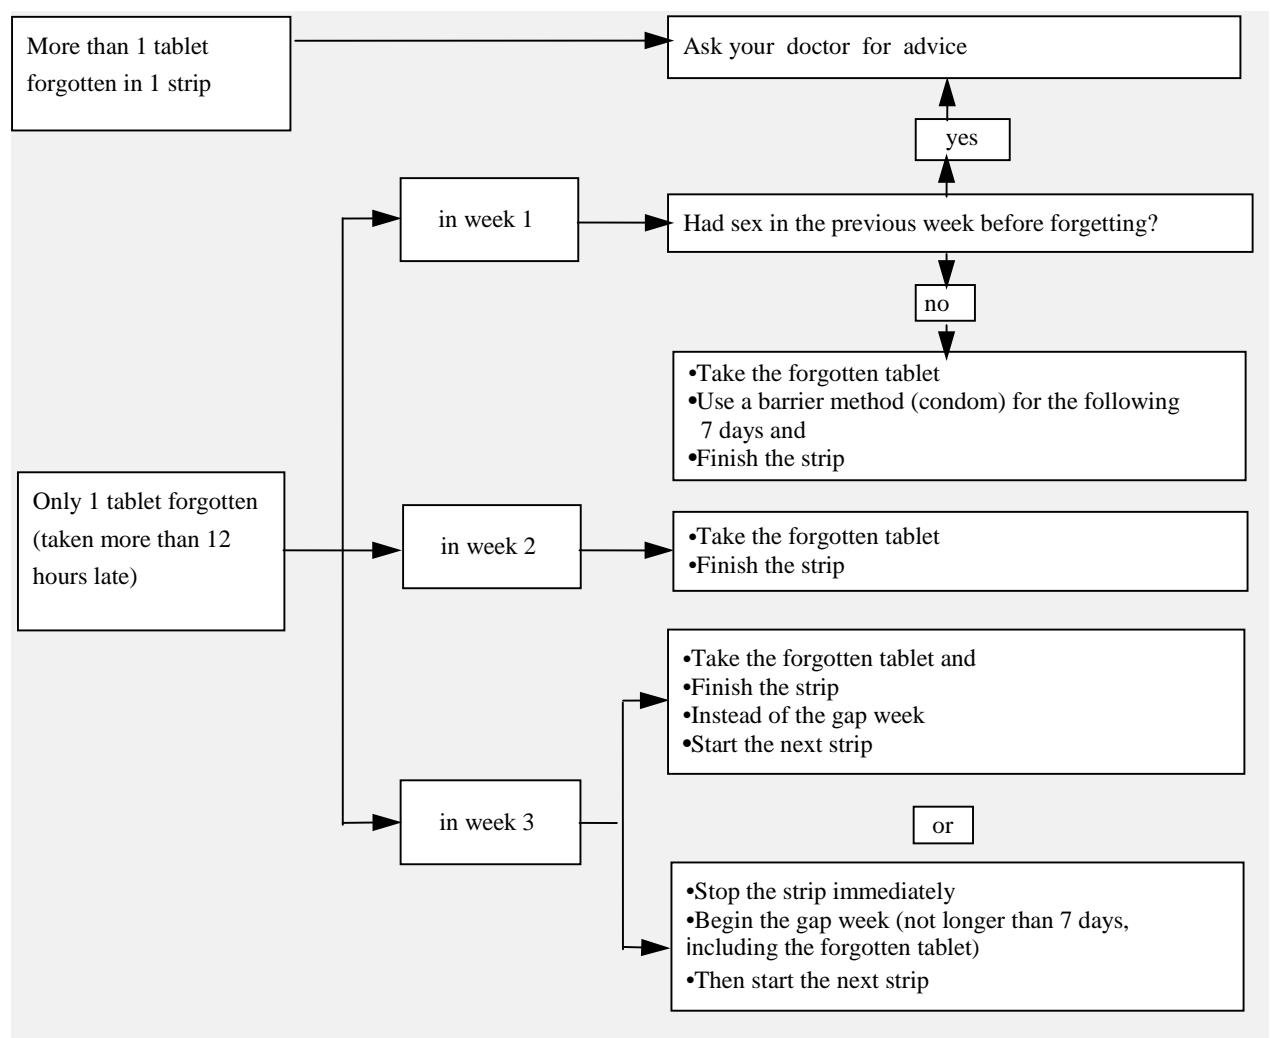 More than 1 tablet
forgotten in 1 strip
Ask your doctor for advice
yes
in week 1
Had sex in the previous week before forgetting?
no
•Take the forgotten tablet
•Use a barrier method (condom) for the following
7 days and
•Finish the strip
Only 1 tablet forgotten
(taken more than 12
hours late)
in week 2
•Take the forgotten tablet
•Finish the strip
•Take the forgotten tablet and
•Finish the strip
•Instead of the gap week
•Start the next strip
in week 3
or
•Stop the strip immediately
•Begin the gap week (not longer than 7 days,
including the forgotten tablet)
•Then start the next strip